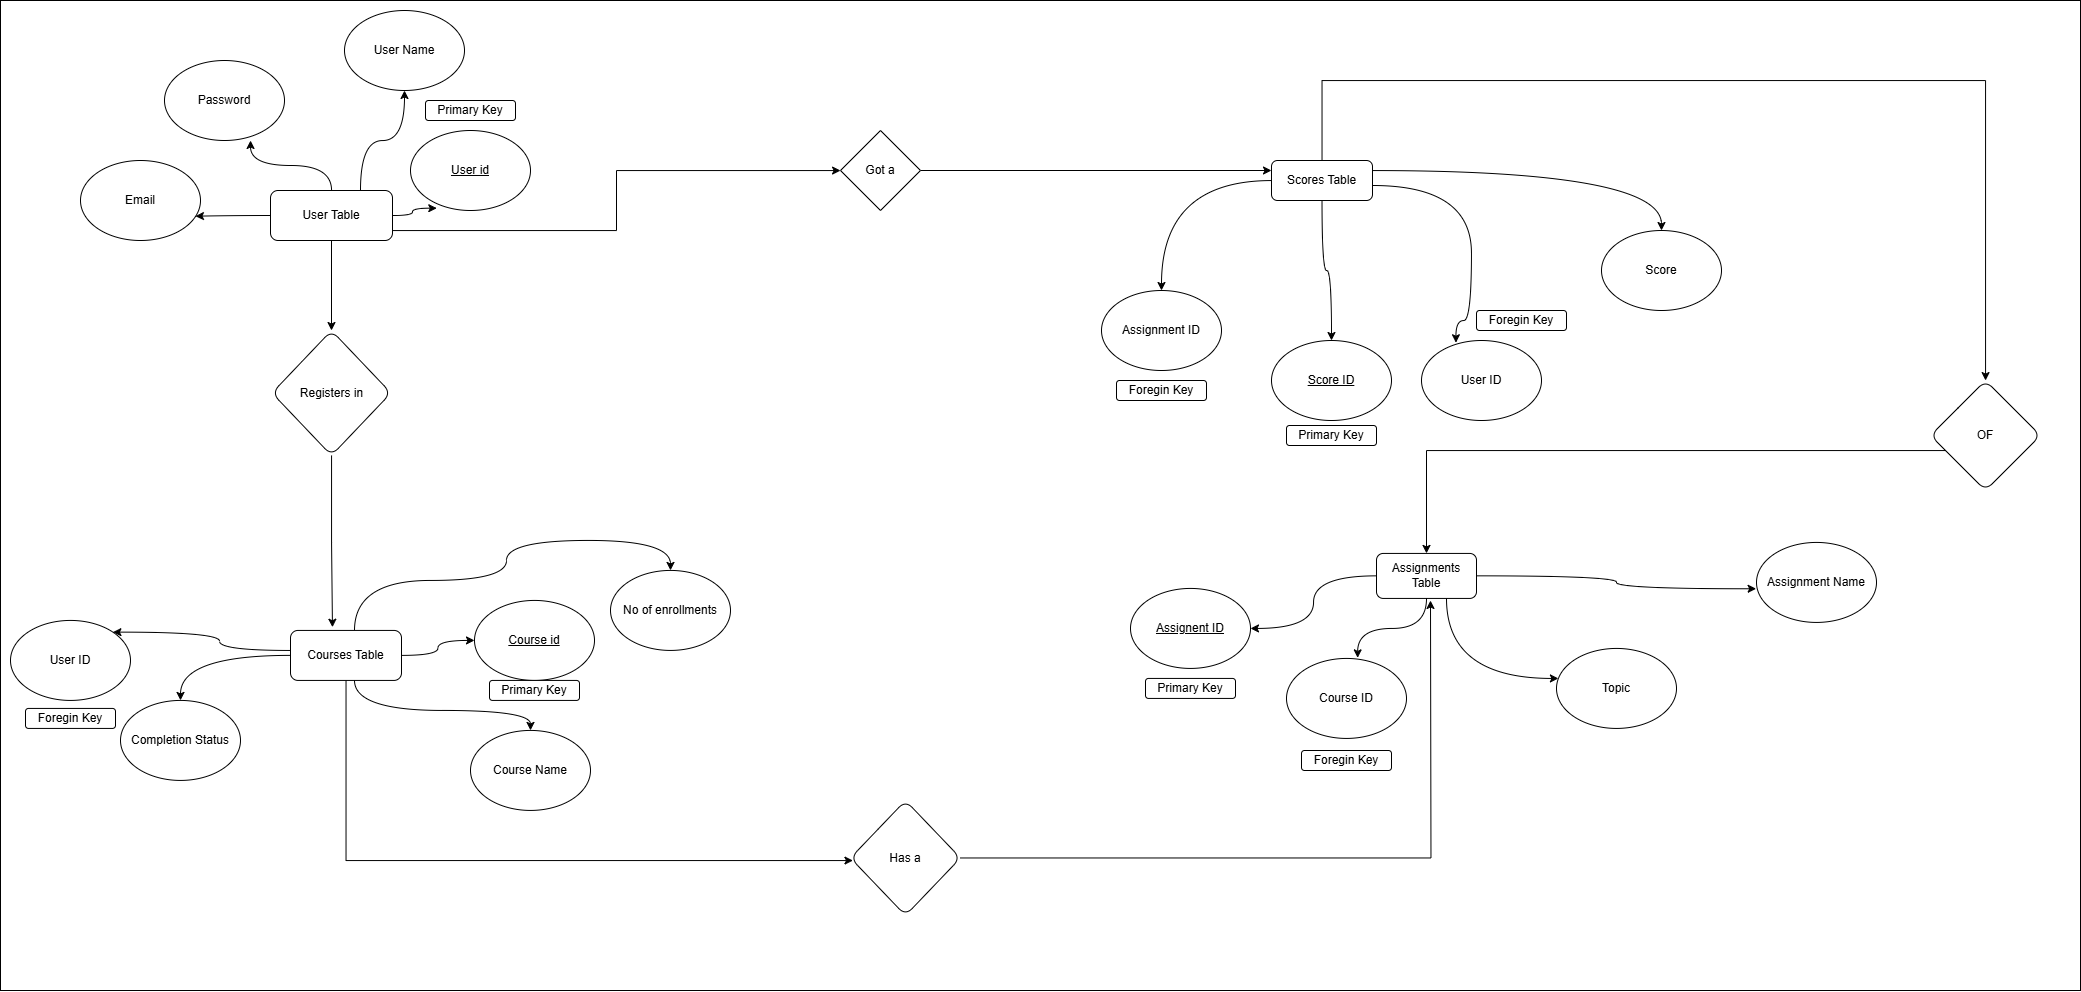 User Name
Password
Primary Key
User id
Email
User Table
Got a
Scores Table
Score
Foregin Key
Assignment ID
Foregin Key
Score ID
Primary Key
User ID
Registers in
OF
Assignments
Table
Assignment Name
Assignent ID
Primary Key
Course ID
Foregin Key
Topic
No of enrollments
Course id
Primary Key
Courses Table
User ID
Foregin Key
Completion Status
Course Name
Has a